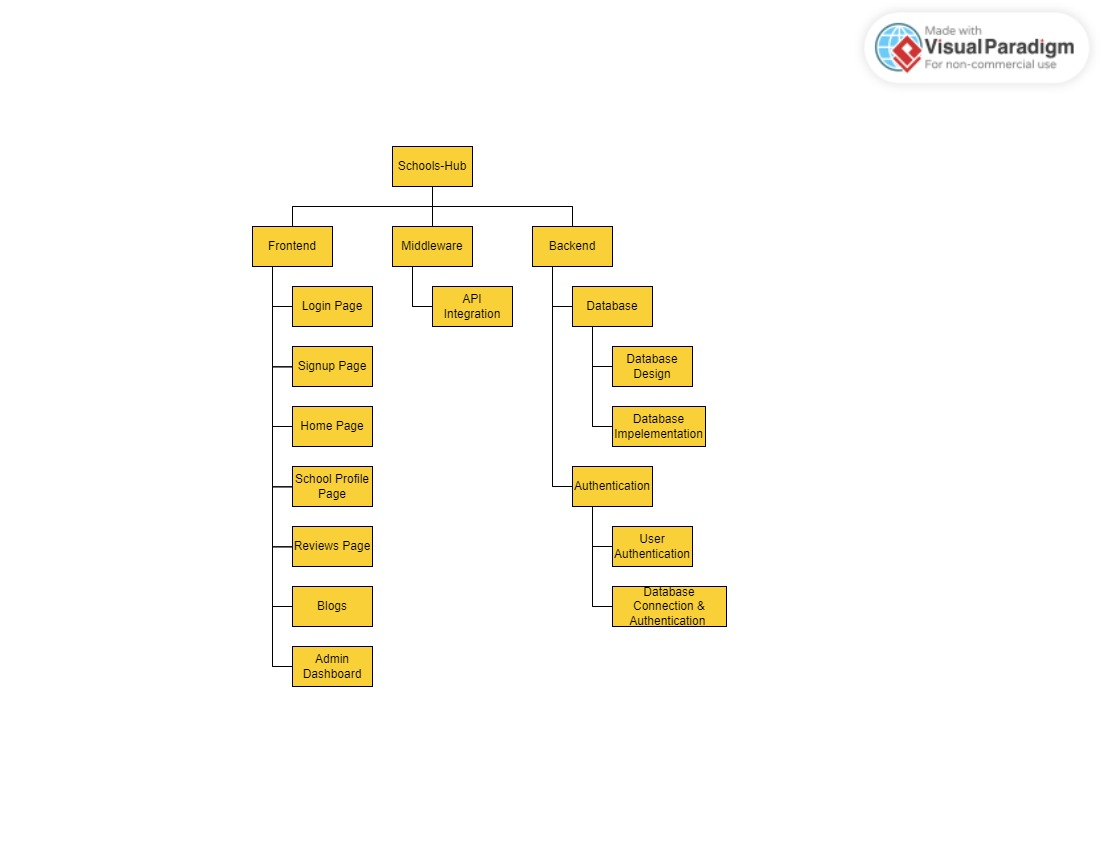 Made with
Visual Paradigm
For non-commercial use
Schools-Hub
Frontend
Middleware
Backend
Login Page
API
Integration
Database
Signup Page
Database
Design
Home Page
Database
Impelementation
School Profile
Page
Authentication
Reviews Page
User
Authentication
Blogs
Database
Connection &
Authentication
Admin
Dashboard